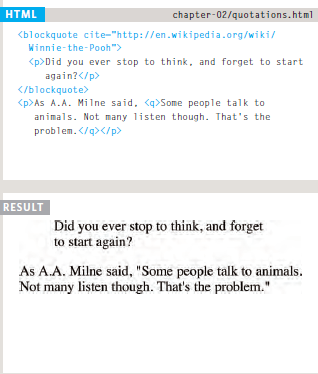 HTML chapter-02/quotations.html
<blockquote cite="http://en.wikipedia.org/wiki/
Winnie-the-Pooh">
<p>Did you ever stop to think, and forget to start
again?</p>
</blockquote>
<p>As A.A. Milne said, <q>Some people talk to
animals. Not many listen though. That's the
problem.</q></p>
RESULT
Did you ever stop to think, and forget
to start again?
As A.A. Milne said, "Some people talk to animals.
Not many listen though. That's the problem."